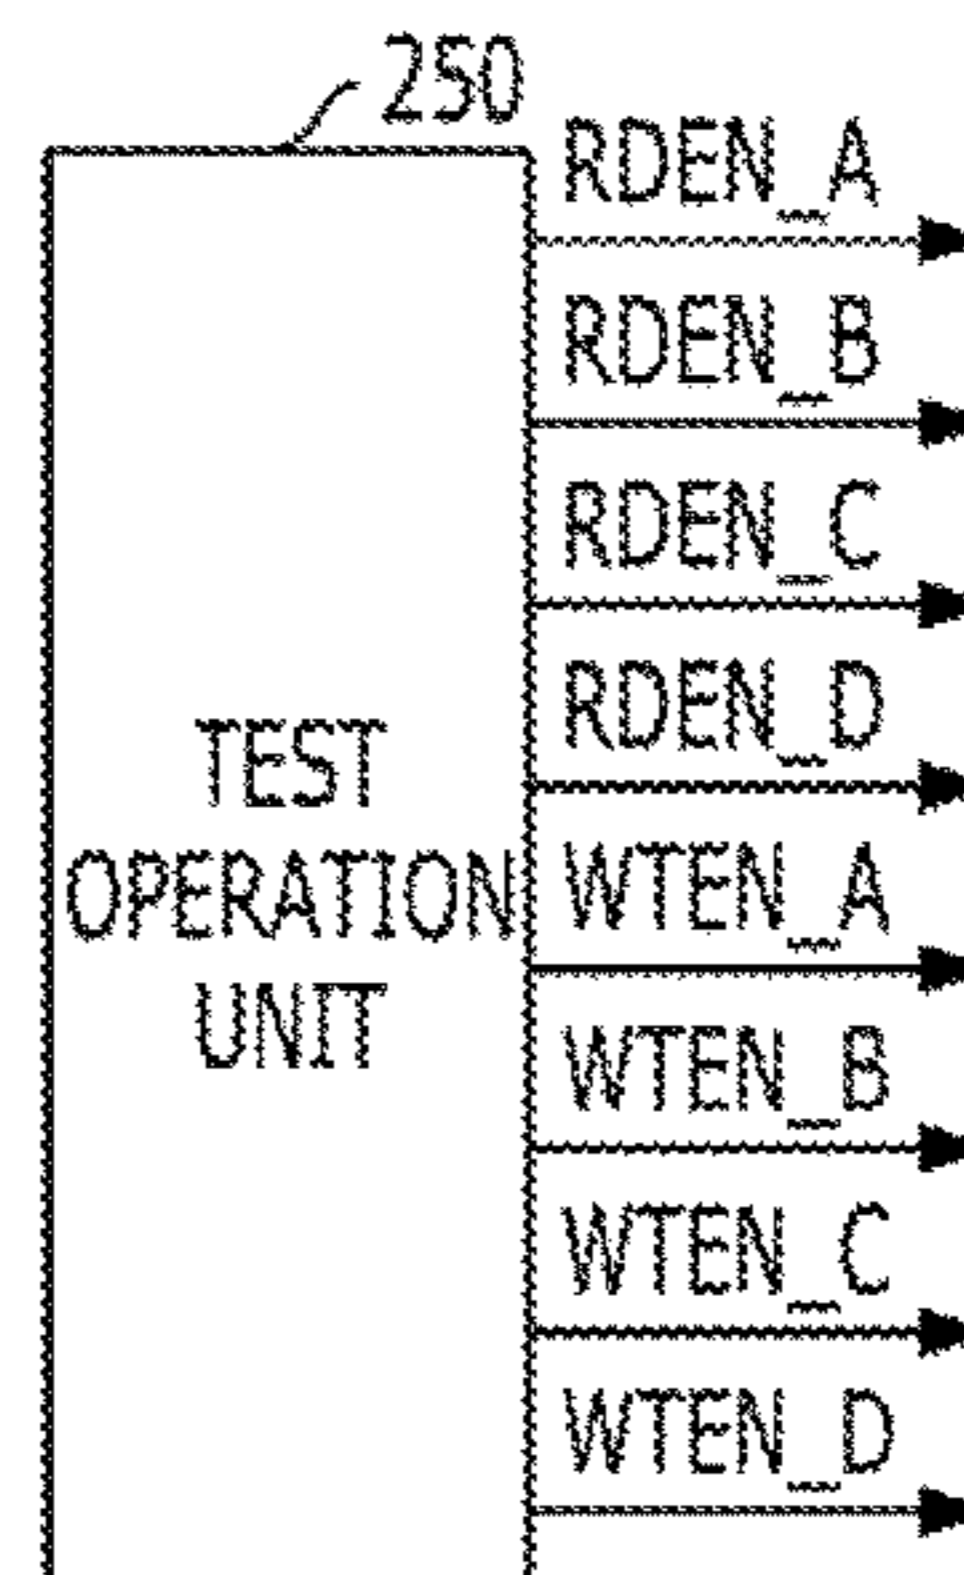 250
RDEN_A
RDEN_B
RDEN_C
RDEN_D
TEST
OPERATION
UNIT
WTEN_A
WTEN_B
WTEN_C
WTEN_D